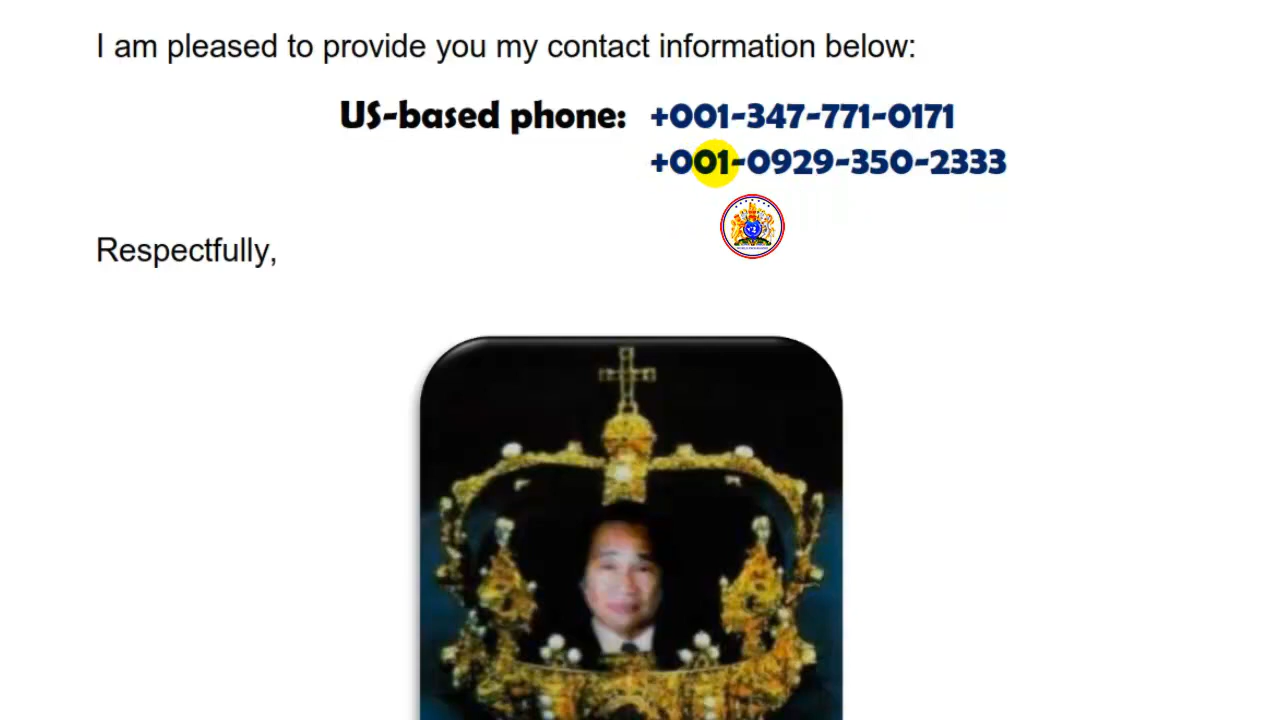 I am pleased to provide you my contact information below:
US-based phone: +001-347-771-0171
+001-0929-350-2333
Respectfully,